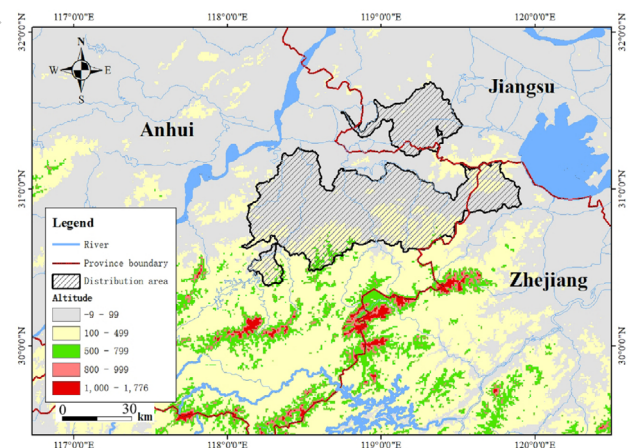 117°0'0"E
118°0'0"E
119°0'0"E
120°0'0"E
32°0'0"N
32°0'0"N
N
W
E
S
Jiangsu
Anhui
31°0'0"N
31°0'0"N
Legend
River
Province boundary
Distribution area
Altitude
-9 - 99
100 - 499
500 - 799
800 - 999
1,000 - 1,776
Zhejiang
30°0'0"N
30°0'0"N
0 30
km
117°0'0"E
118°0'0"E
119°0'0"E
120°0'0"E